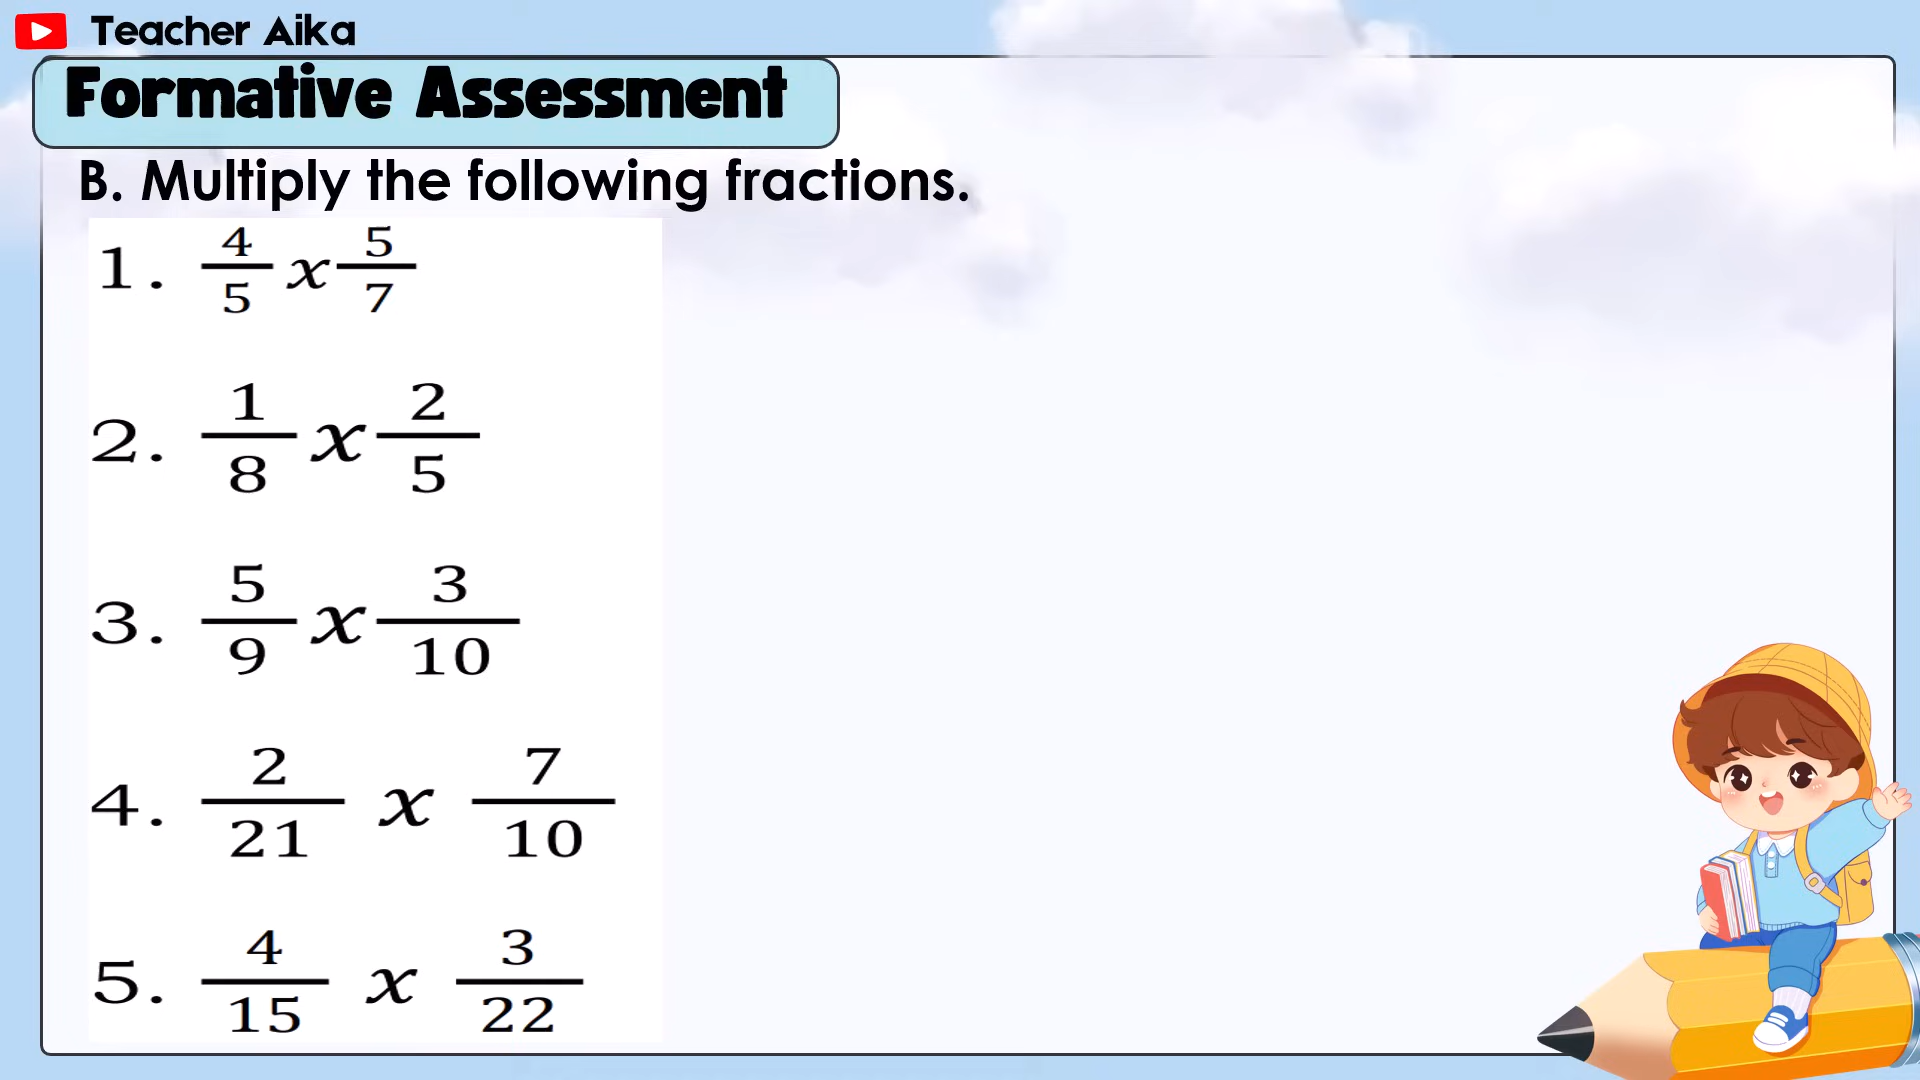 Teacher Aika
Formative Assessment
B. Multiply the following fractions.
1. 4/5 x 5/7
2. 1/8 x 2/5
3. 5/9 x 3/10
4. 2/21 x 7/10
5. 4/15 x 3/22